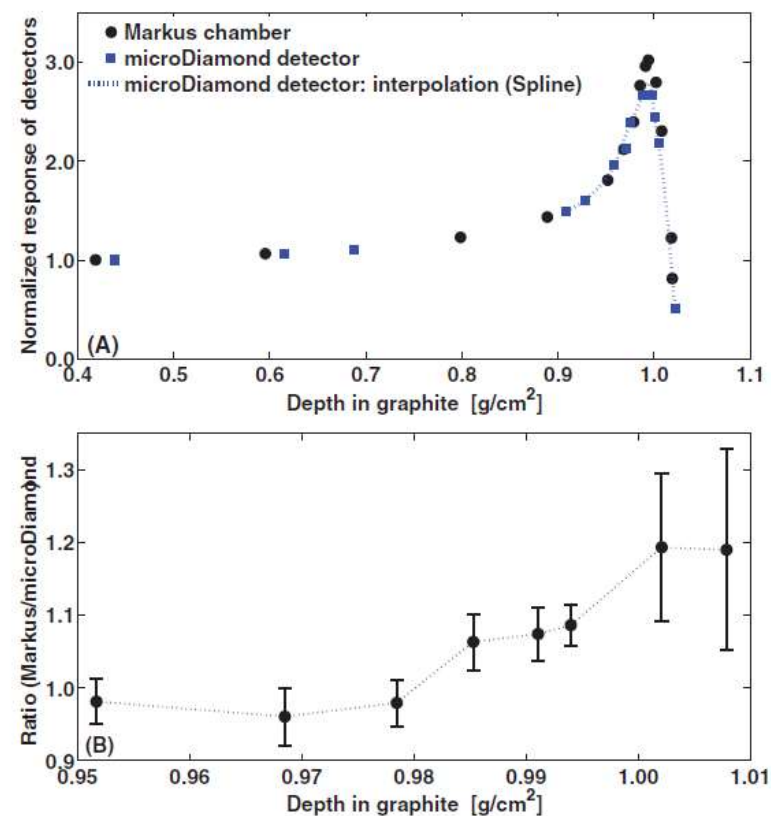 Normalized response of detectors
Markus chamber
microDiamond detector
microDiamond detector: interpolation (Spline)
3.0
2.0
1.0
0.0
(A)
0.4 0.5 0.6 0.7 0.8 0.9 1.0 1.1
Depth in graphite [g/cm²]
Ratio (Markus/microDiamond)
1.3
1.2
1.1
1.0
0.9
(B)
0.95 0.96 0.97 0.98 0.99 1.00 1.01
Depth in graphite [g/cm²]